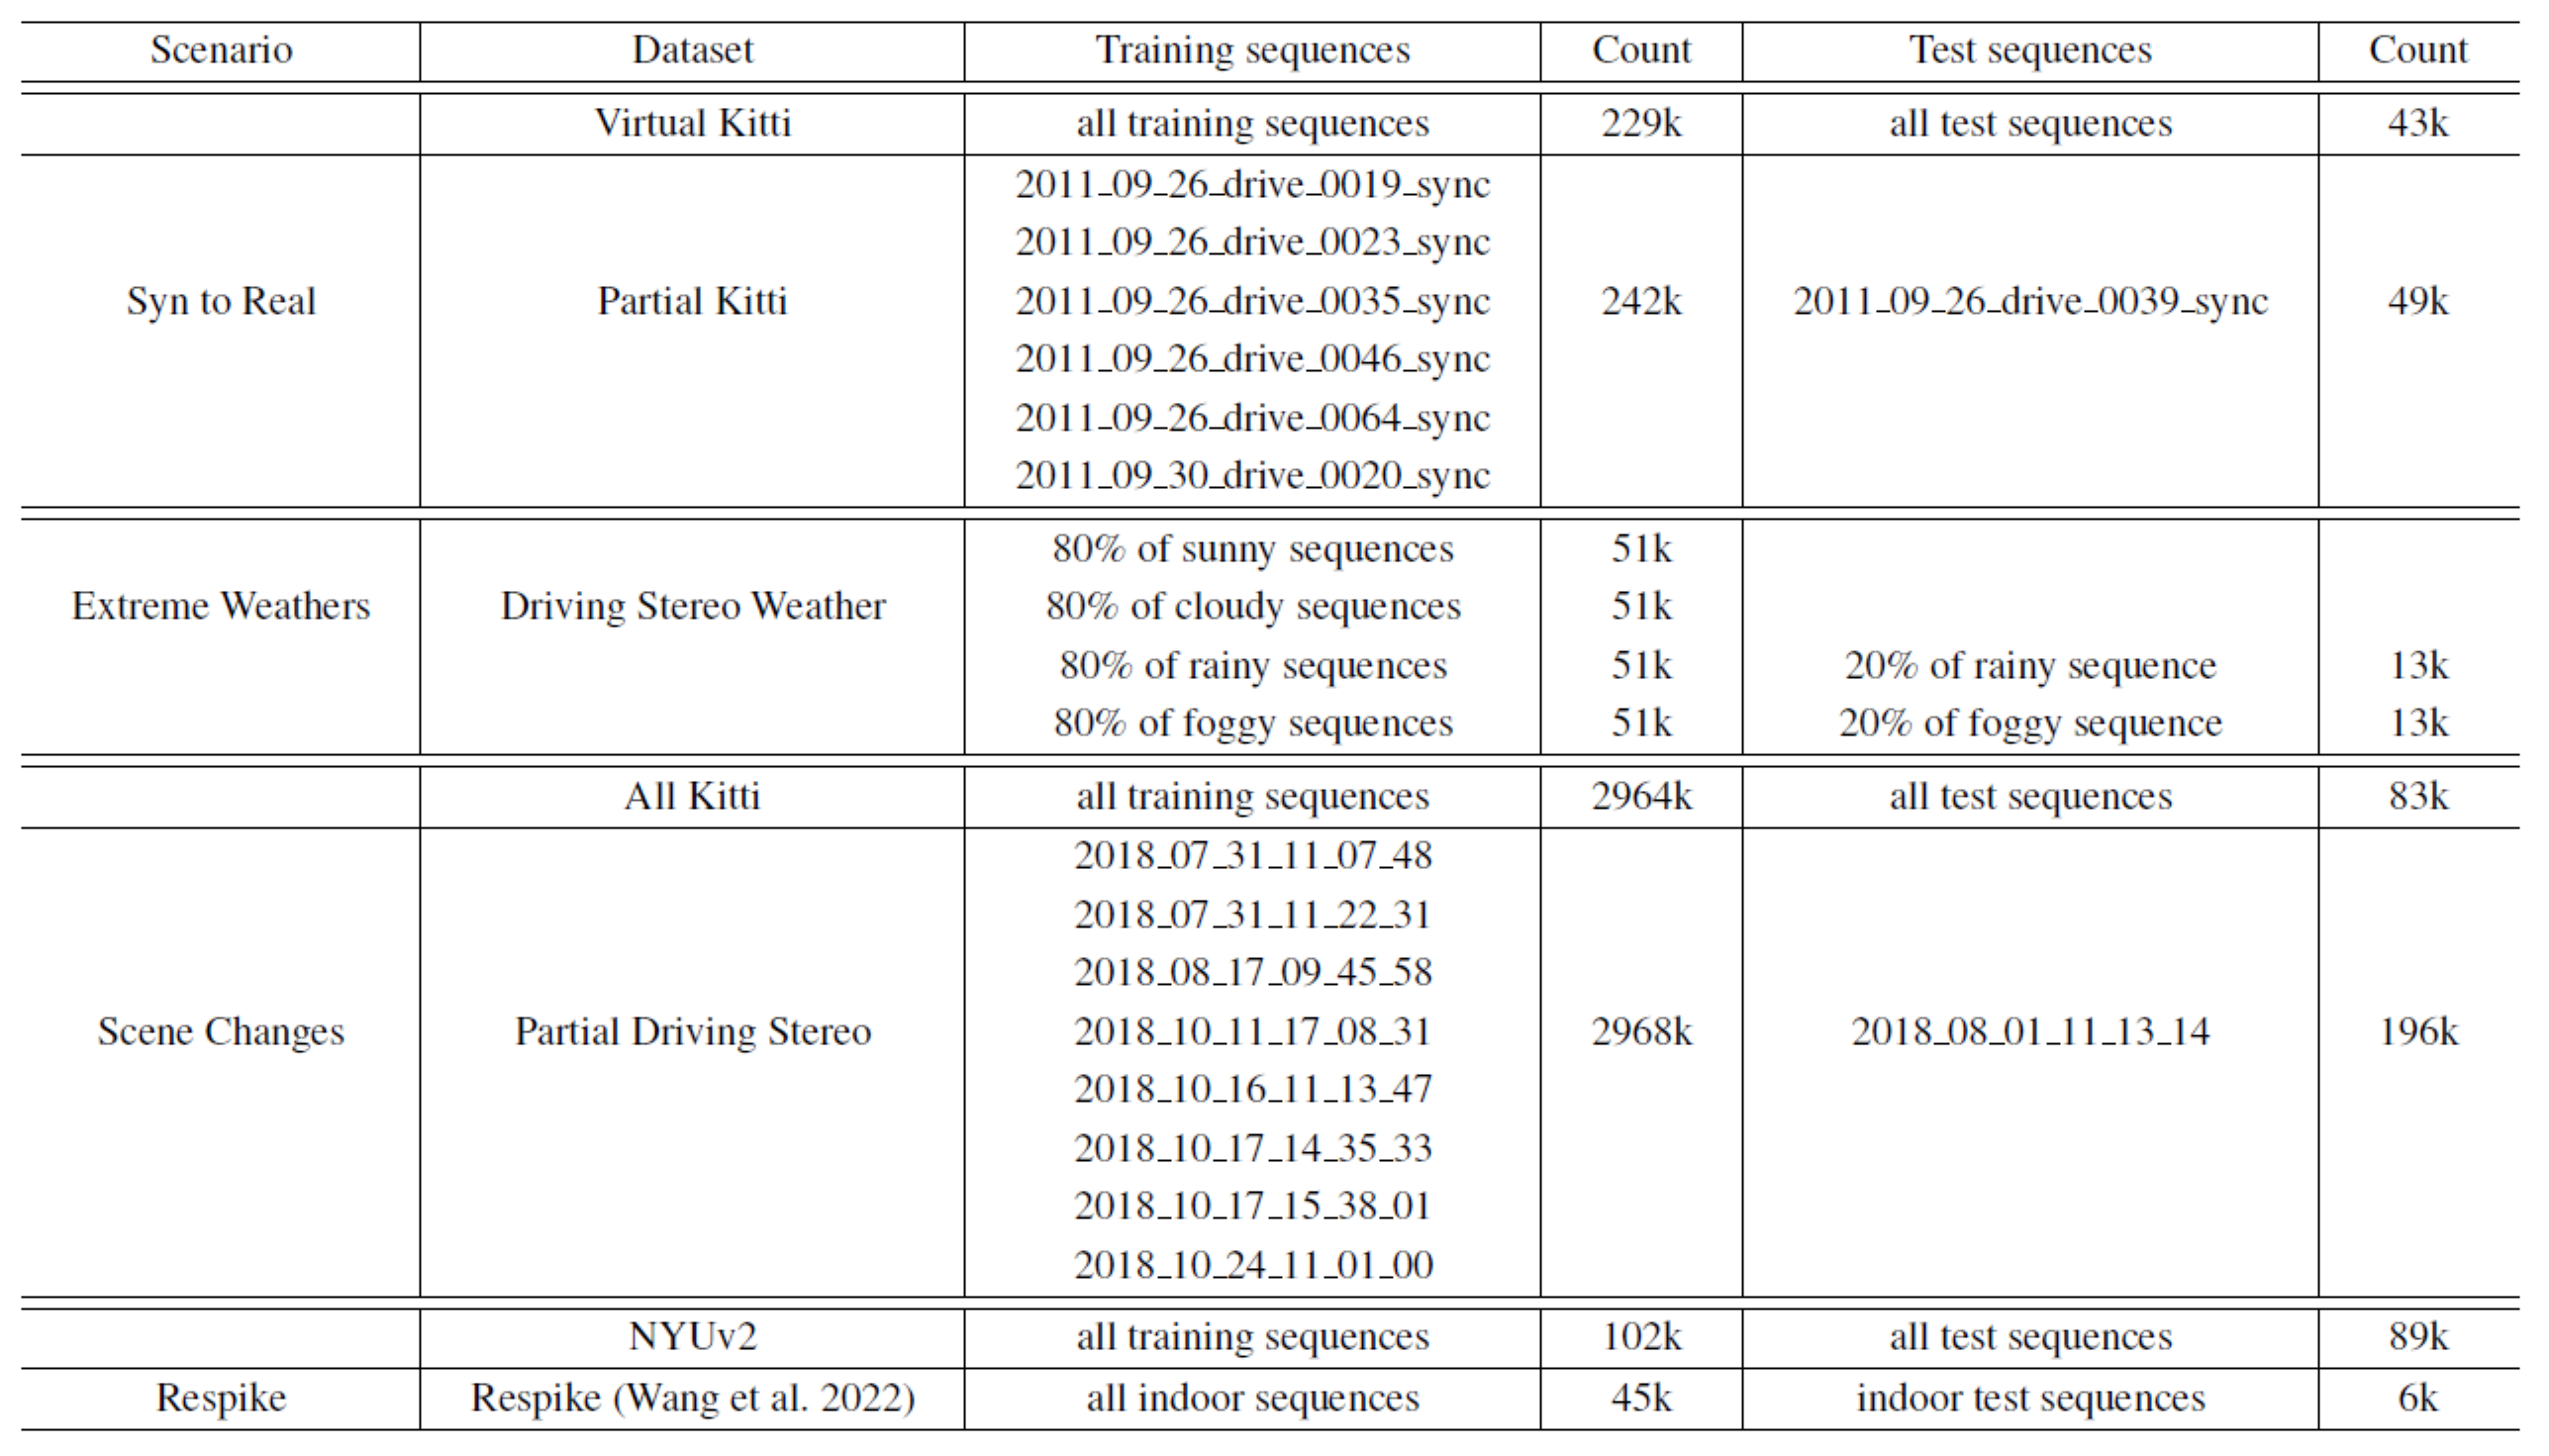 Scenario Dataset Training sequences Count Test sequences Count
Virtual Kitti all training sequences 229k all test sequences 43k
2011_09_26_drive_0019_sync
2011_09_26_drive_0023_sync
Syn to Real Partial Kitti 2011_09_26_drive_0035_sync 242k 2011_09_26_drive_0039_sync 49k
2011_09_26_drive_0046_sync
2011_09_26_drive_0064_sync
2011_09_30_drive_0020_sync
80% of sunny sequences 51k
Extreme Weathers Driving Stereo Weather 80% of cloudy sequences 51k
80% of rainy sequences 51k 20% of rainy sequence 13k
80% of foggy sequences 51k 20% of foggy sequence 13k
All Kitti all training sequences 2964k all test sequences 83k
2018_07_31_11_07_48
2018_07_31_11_22_31
2018_08_17_09_45_58
Scene Changes Partial Driving Stereo 2018_10_11_17_08_31 2968k 2018_08_01_11_13_14 196k
2018_10_16_11_13_47
2018_10_17_14_35_33
2018_10_17_15_38_01
2018_10_24_11_01_00
NYUv2 all training sequences 102k all test sequences 89k
Respike Respike (Wang et al. 2022) all indoor sequences 45k indoor test sequences 6k